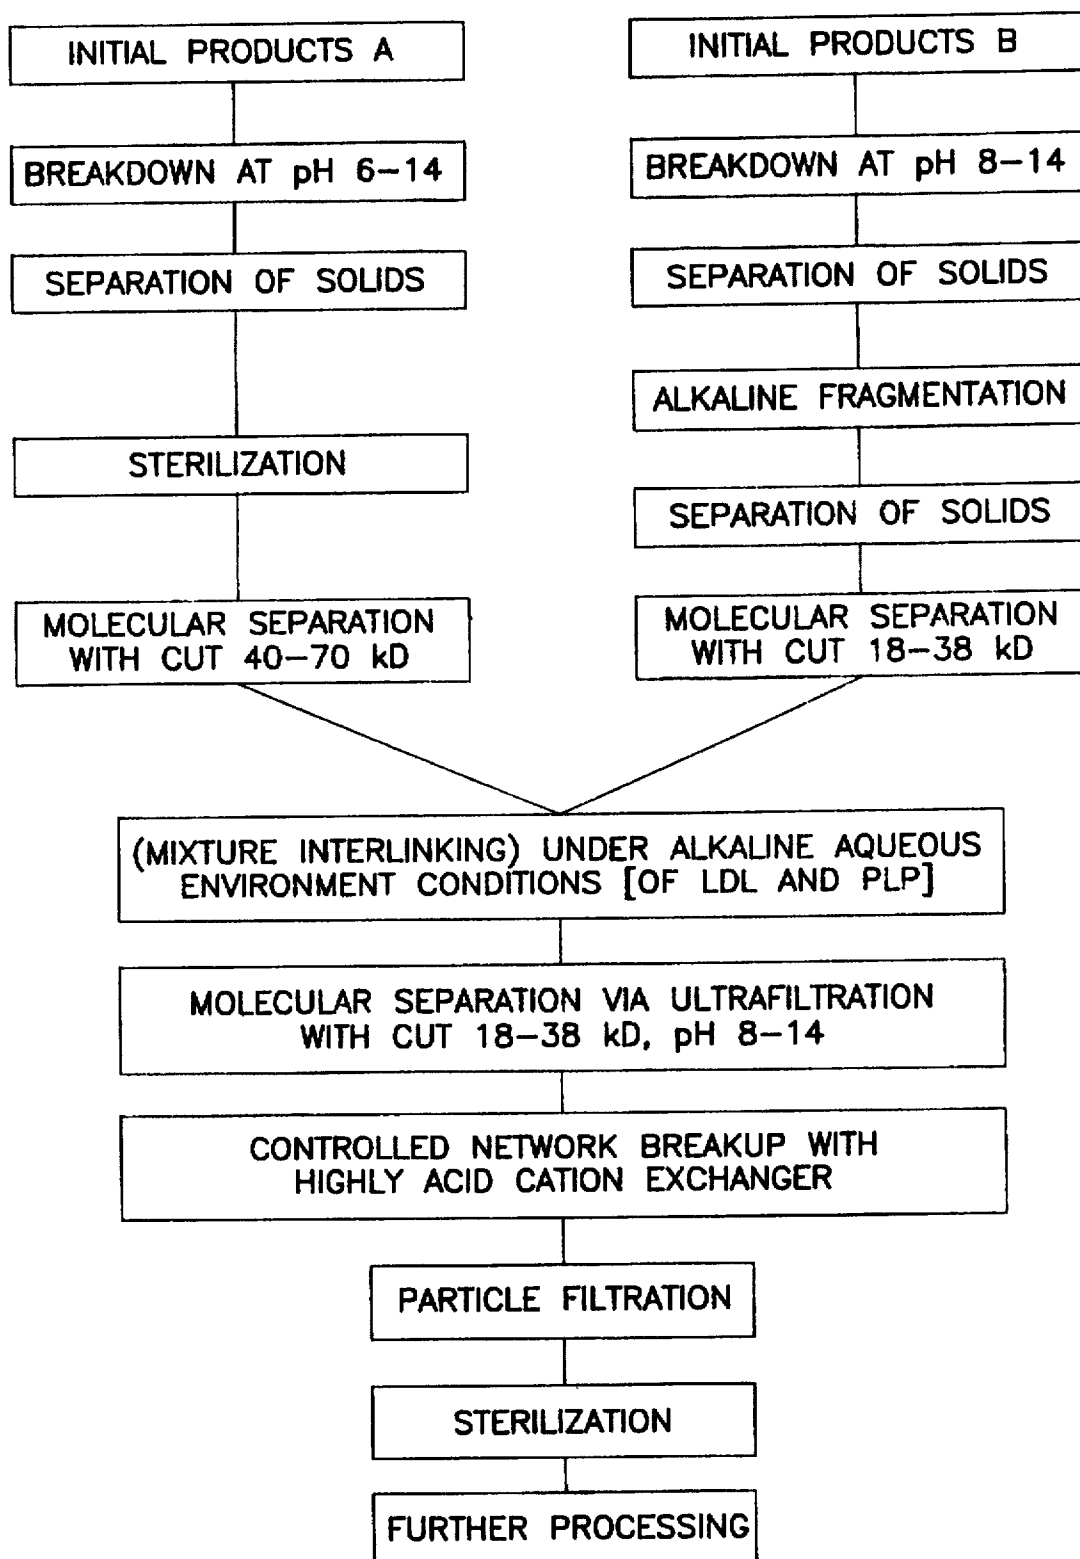 INITIAL PRODUCTS A
BREAKDOWN AT pH 6–14
SEPARATION OF SOLIDS
STERILIZATION
MOLECULAR SEPARATION
WITH CUT 40–70 kD
INITIAL PRODUCTS B
BREAKDOWN AT pH 8–14
SEPARATION OF SOLIDS
ALKALINE FRAGMENTATION
SEPARATION OF SOLIDS
MOLECULAR SEPARATION
WITH CUT 18–38 kD
(MIXTURE INTERLINKING) UNDER ALKALINE AQUEOUS
ENVIRONMENT CONDITIONS [OF LDL AND PLP]
MOLECULAR SEPARATION VIA ULTRAFILTRATION
WITH CUT 18–38 kD, pH 8–14
CONTROLLED NETWORK BREAKUP WITH
HIGHLY ACID CATION EXCHANGER
PARTICLE FILTRATION
STERILIZATION
FURTHER PROCESSING